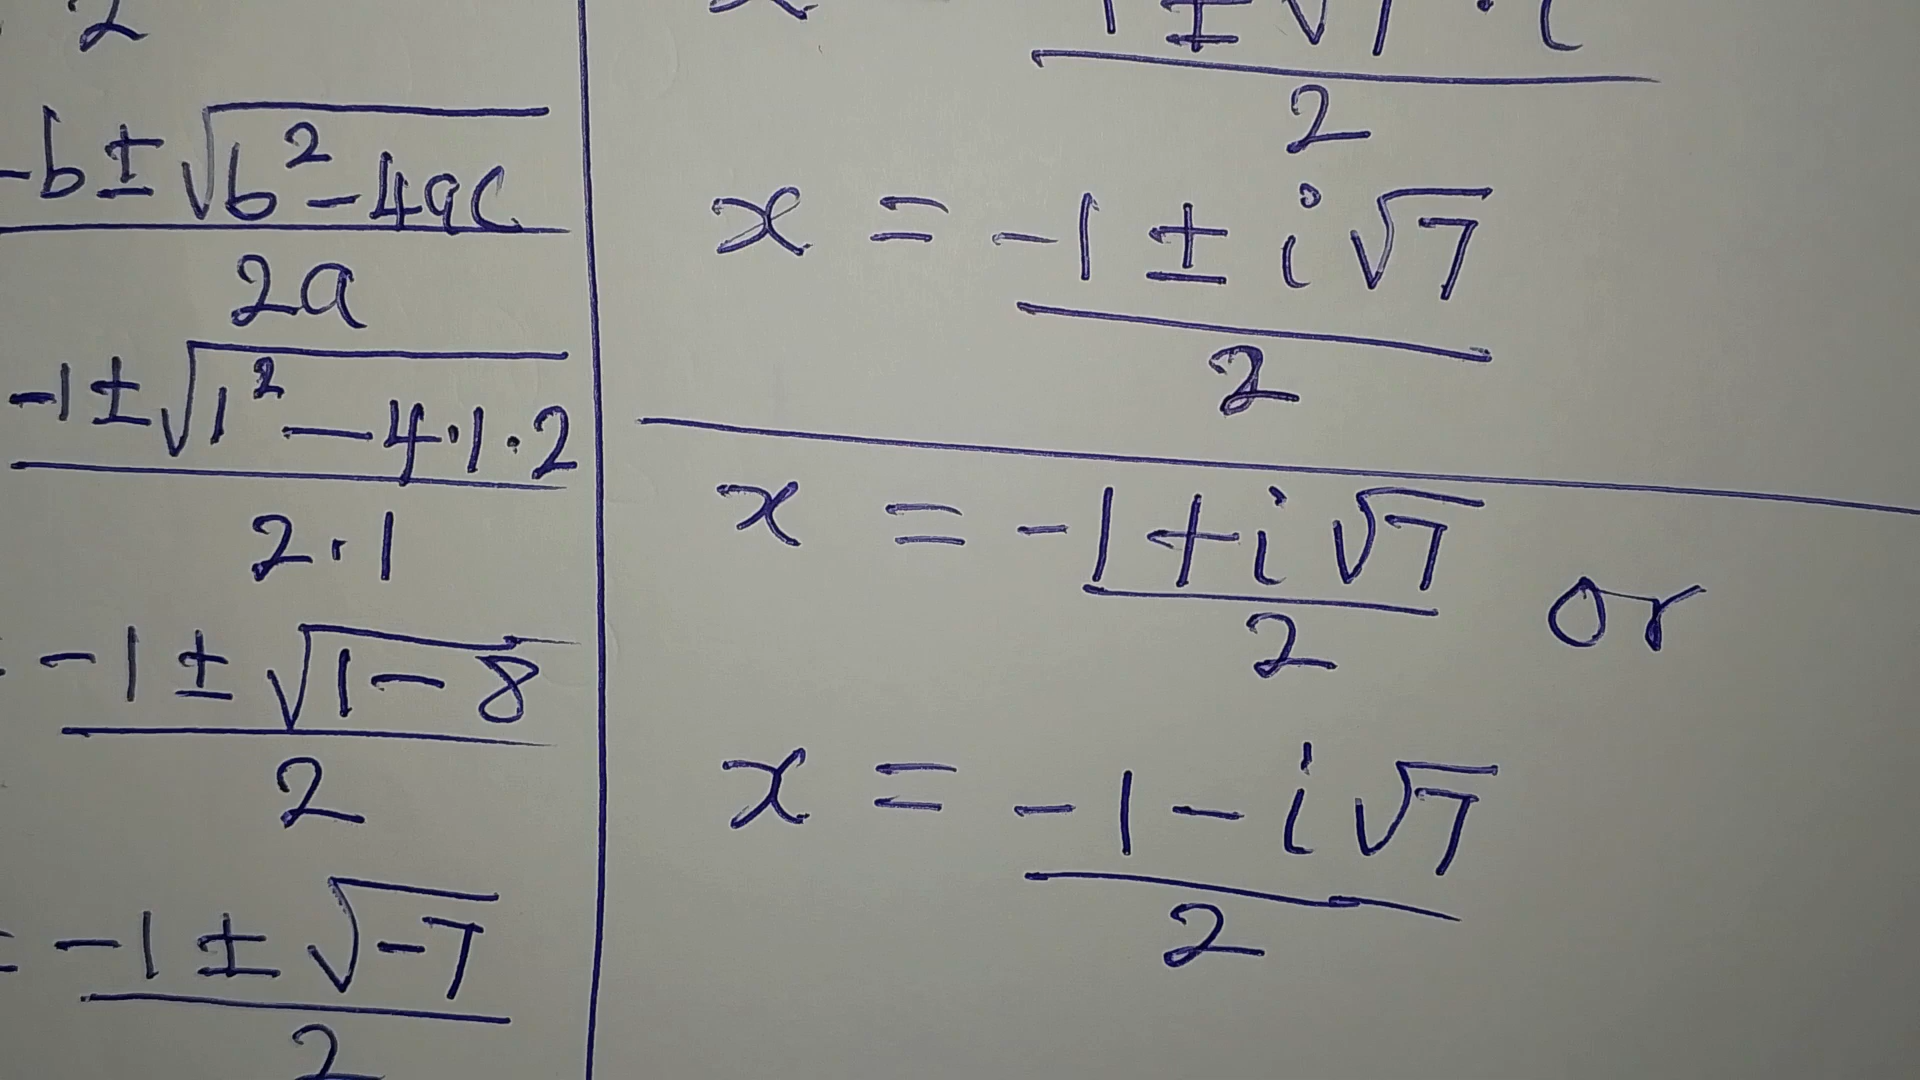 2
-b ± √(b² - 4ac)
2a
-1 ± √(1² - 4·1·2)
2·1
-1 ± √(1 - 8)
2
= -1 ± √-7
2
2
x = -1 ± i√7
2
x = -1 + i√7 or
2
x = -1 - i√7
2